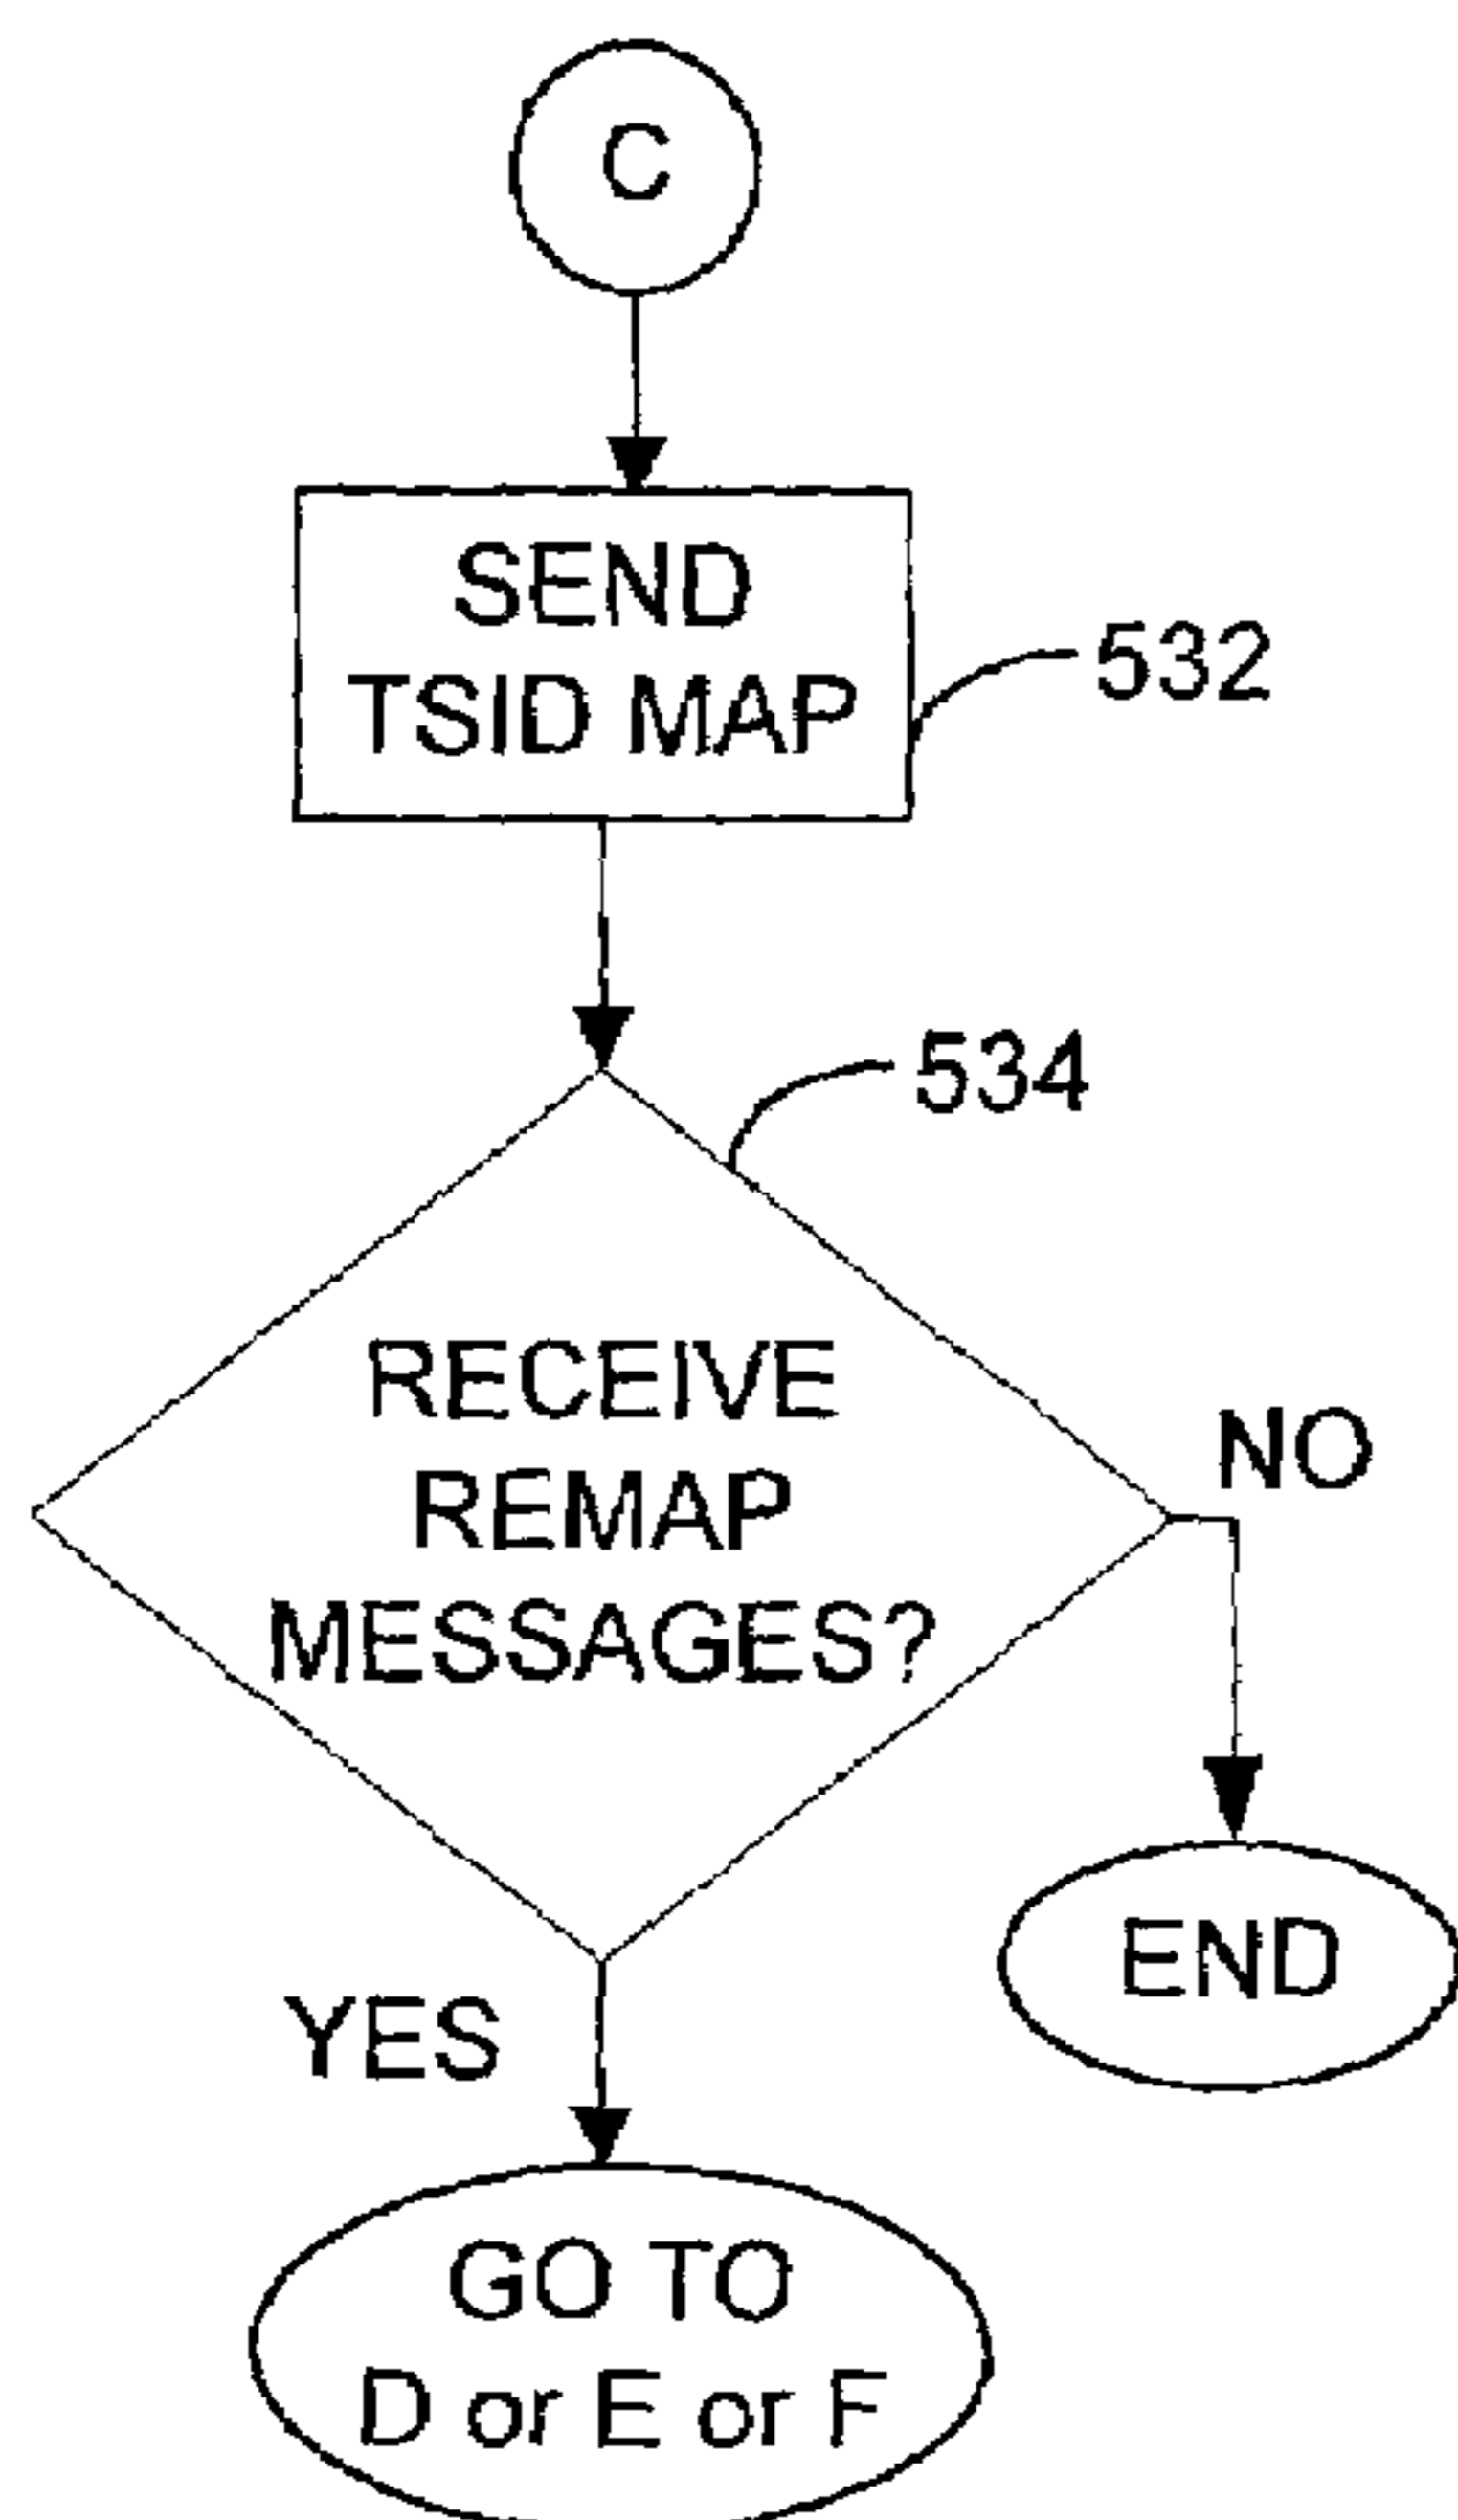 C
SEND
TSID MAP
532
534
RECEIVE
REMAP
MESSAGES?
NO
END
YES
GO TO
D or E or F